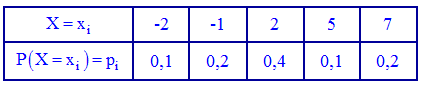 X = xᵢ -2 -1 2 5 7
P(X = xᵢ) = pᵢ 0,1 0,2 0,4 0,1 0,2